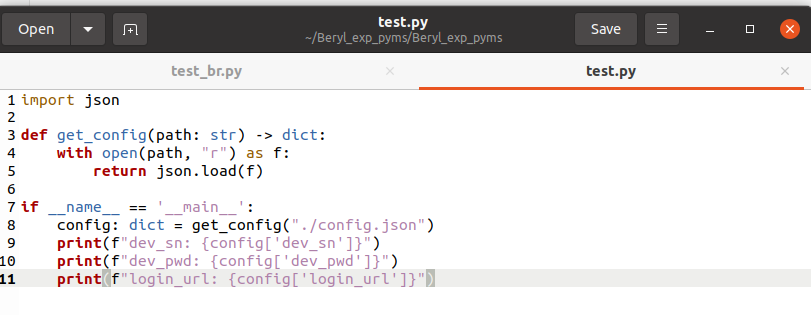 Open
test.py
~/Beryl_exp_pyms/Beryl_exp_pyms
Save
test_br.py
test.py
1 import json
2
3 def get_config(path: str) -> dict:
4     with open(path, "r") as f:
5         return json.load(f)
6
7 if __name__ == '__main__':
8     config: dict = get_config("./config.json")
9     print(f"dev_sn: {config['dev_sn']}")
10     print(f"dev_pwd: {config['dev_pwd']}")
11     print(f"login_url: {config['login_url']}")